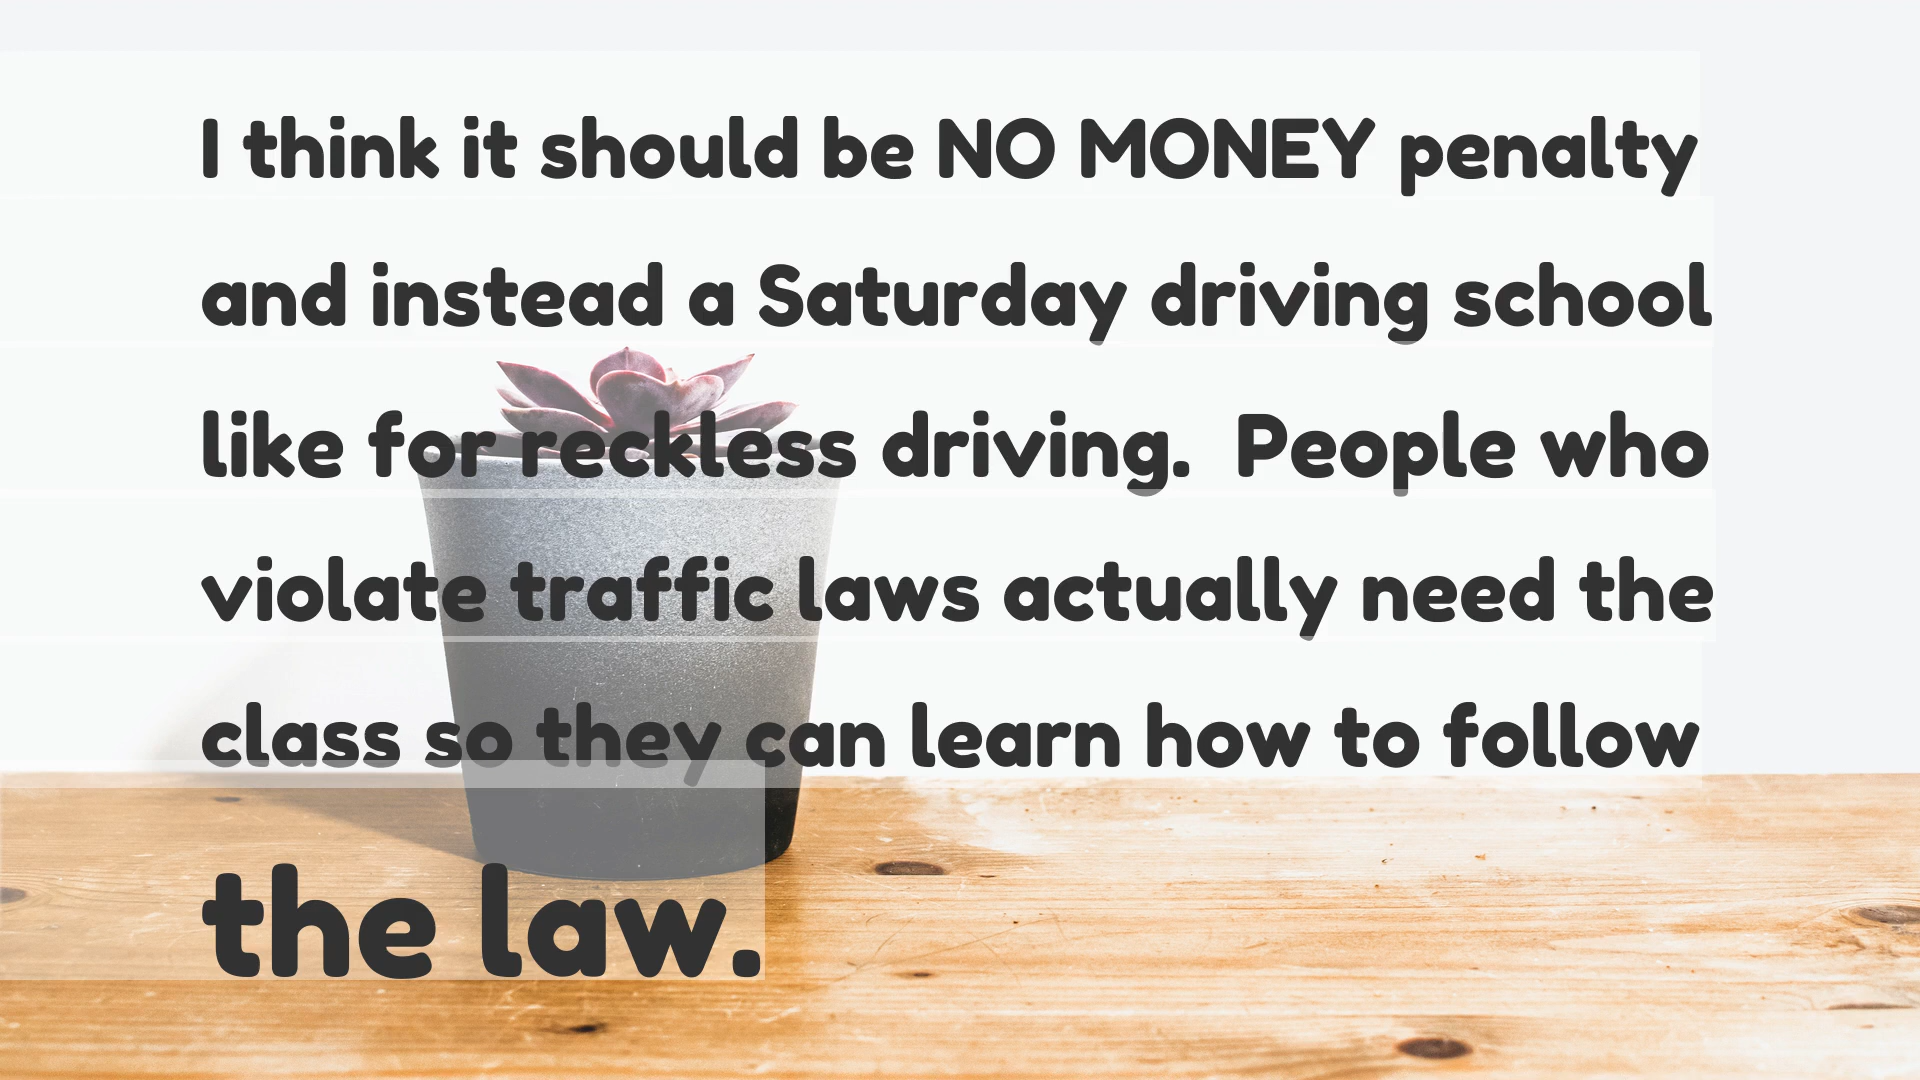 I think it should be NO MONEY penalty
and instead a Saturday driving school
like for reckless driving.  People who
violate traffic laws actually need the
class so they can learn how to follow
the law.